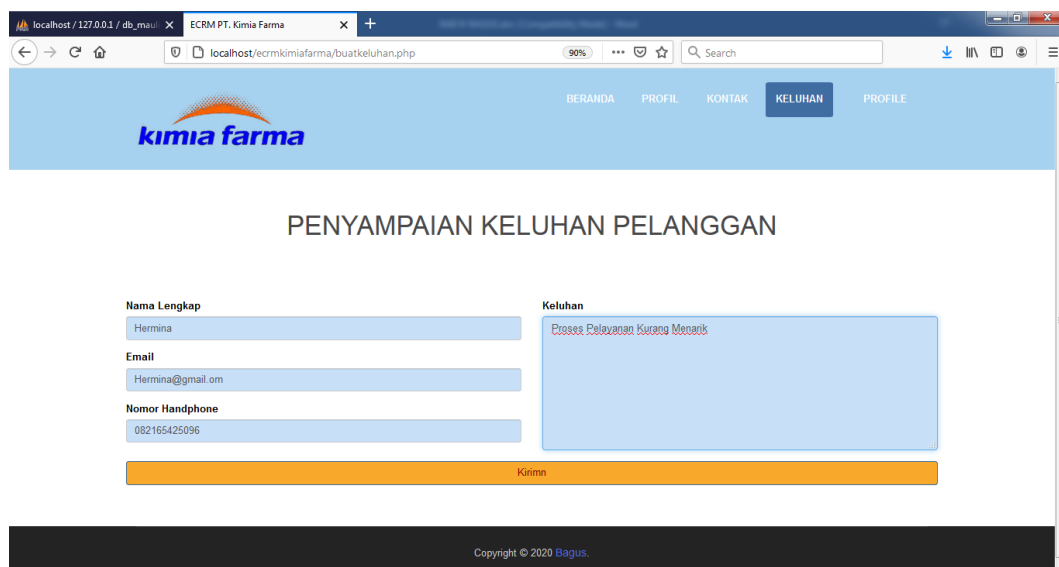 localhost / 127.0.0.1 / db_maul
ECRM PT. Kimia Farma
localhost/ecrmkimiafarma/buatkeluhan.php
90%
Search
kimia farma
BERANDA PROFIL KONTAK KELUHAN PROFILE
PENYAMPAIAN KELUHAN PELANGGAN
Nama Lengkap
Hermina
Email
Hermina@gmail.om
Nomor Handphone
082165425096
Keluhan
Proses Pelayanan Kurang Menarik
Kirimn
Copyright © 2020 Bagus.